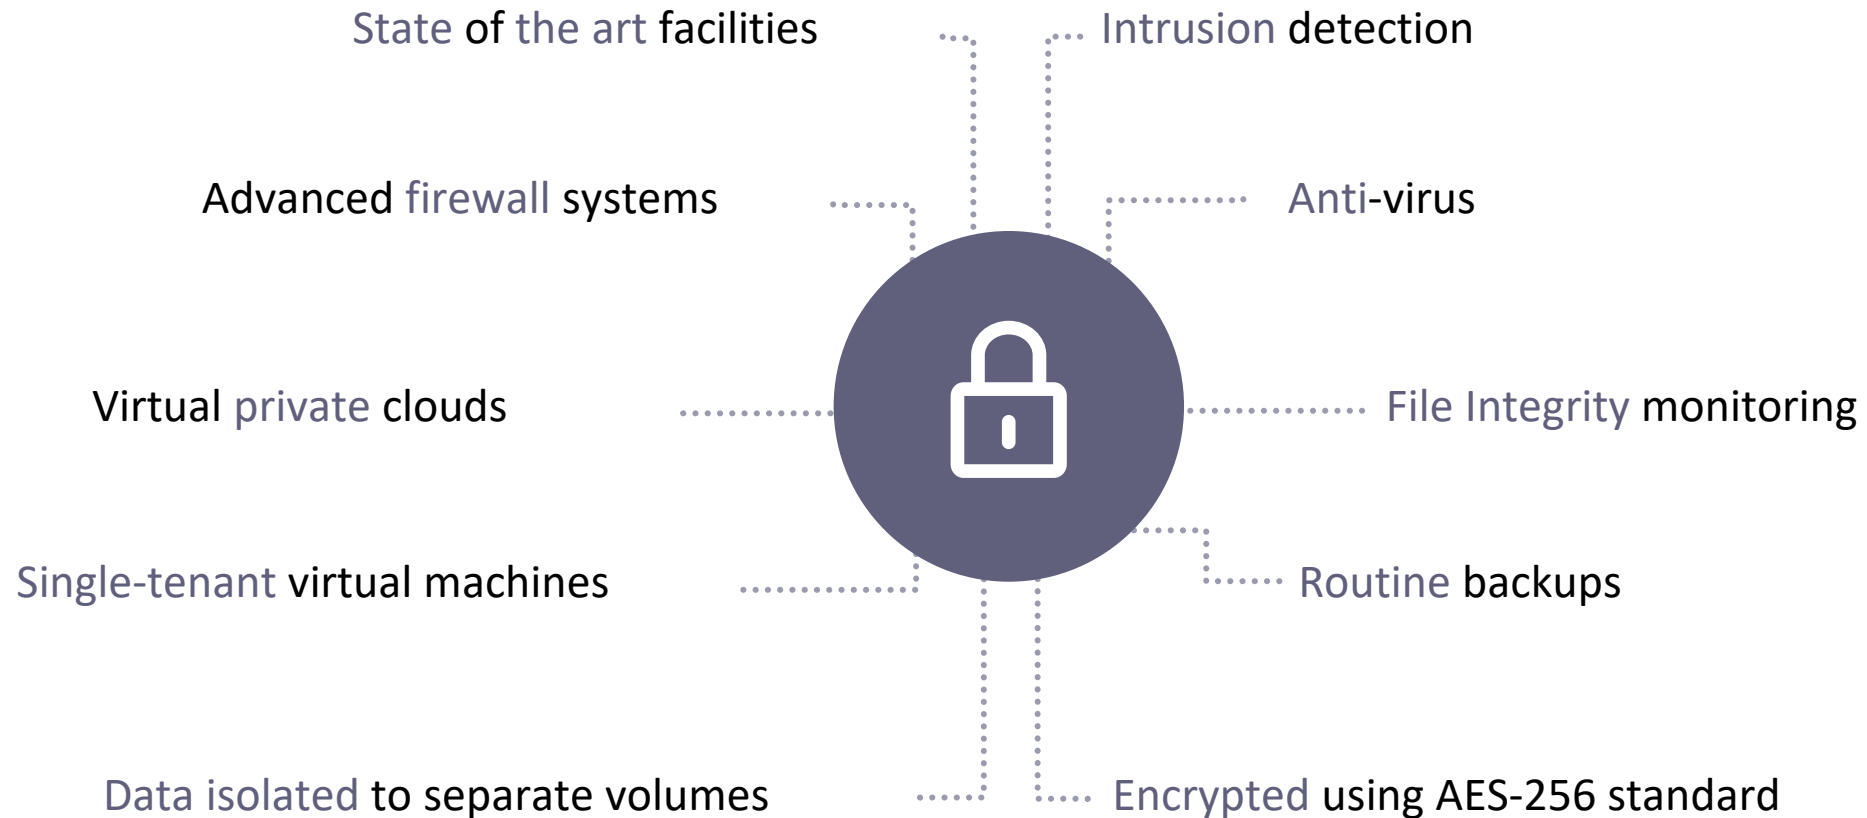 State of the art facilities
Intrusion detection
Advanced firewall systems
Anti-virus
Virtual private clouds
File Integrity monitoring
Single-tenant virtual machines
Routine backups
Data isolated to separate volumes
Encrypted using AES-256 standard